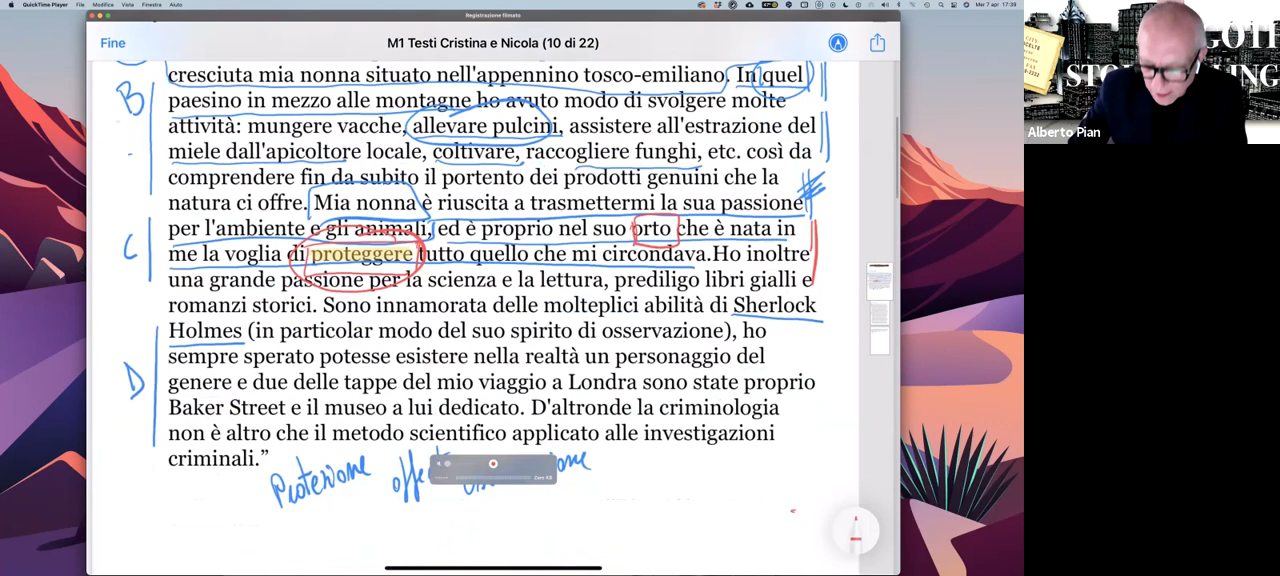 QuickTime Player File Modifica Vista Finestra Aiuto
Mer 7 apr 17:39
Registrazione filmato
Fine
M1 Testi Cristina e Nicola (10 di 22)
cresciuta mia nonna situato nell'appennino tosco-emiliano. In quel
B
paesino in mezzo alle montagne ho avuto modo di svolgere molte
attività: mungere vacche, allevare pulcini, assistere all'estrazione del
miele dall'apicoltore locale, coltivare, raccogliere funghi, etc. così da
comprendere fin da subito il portento dei prodotti genuini che la
natura ci offre. Mia nonna è riuscita a trasmettermi la sua passione
per l'ambiente e gli animali, ed è proprio nel suo orto che è nata in
C
me la voglia di proteggere tutto quello che mi circondava.Ho inoltre
una grande passione per la scienza e la lettura, prediligo libri gialli e
romanzi storici. Sono innamorata delle molteplici abilità di Sherlock
Holmes (in particolar modo del suo spirito di osservazione), ho
sempre sperato potesse esistere nella realtà un personaggio del
D
genere e due delle tappe del mio viaggio a Londra sono state proprio
Baker Street e il museo a lui dedicato. D'altronde la criminologia
non è altro che il metodo scientifico applicato alle investigazioni
criminali.”
Protezione
Zero KB
Alberto Pian